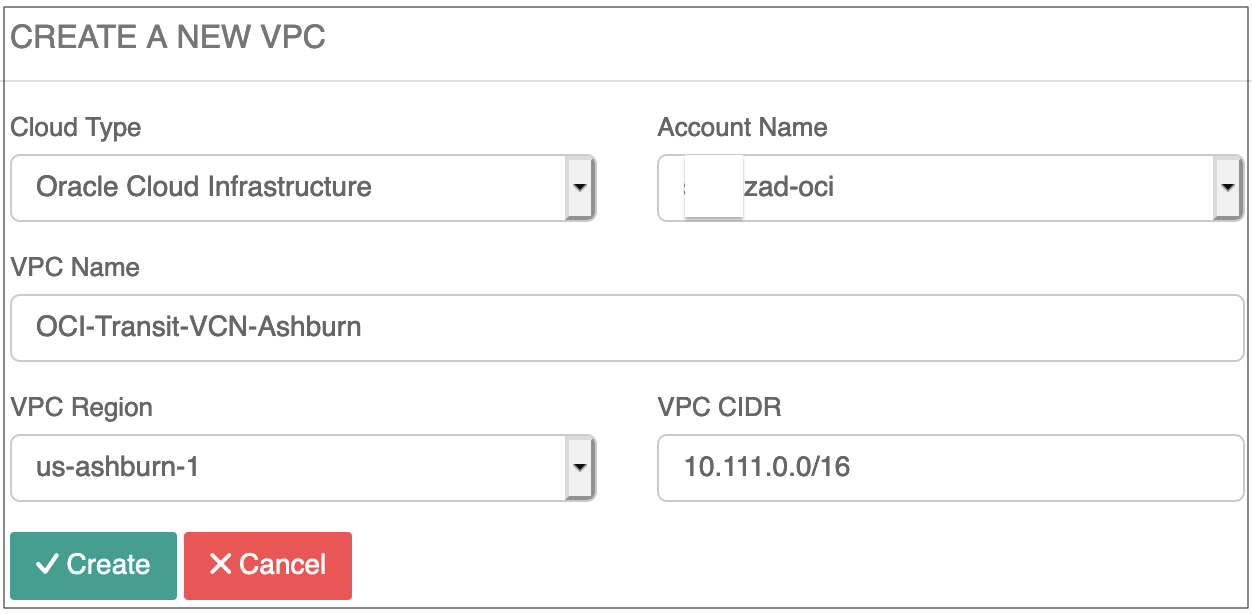 CREATE A NEW VPC
Cloud Type
Account Name
Oracle Cloud Infrastructure
zad-oci
VPC Name
OCI-Transit-VCN-Ashburn
VPC Region
VPC CIDR
us-ashburn-1
10.111.0.0/16
Create
Cancel